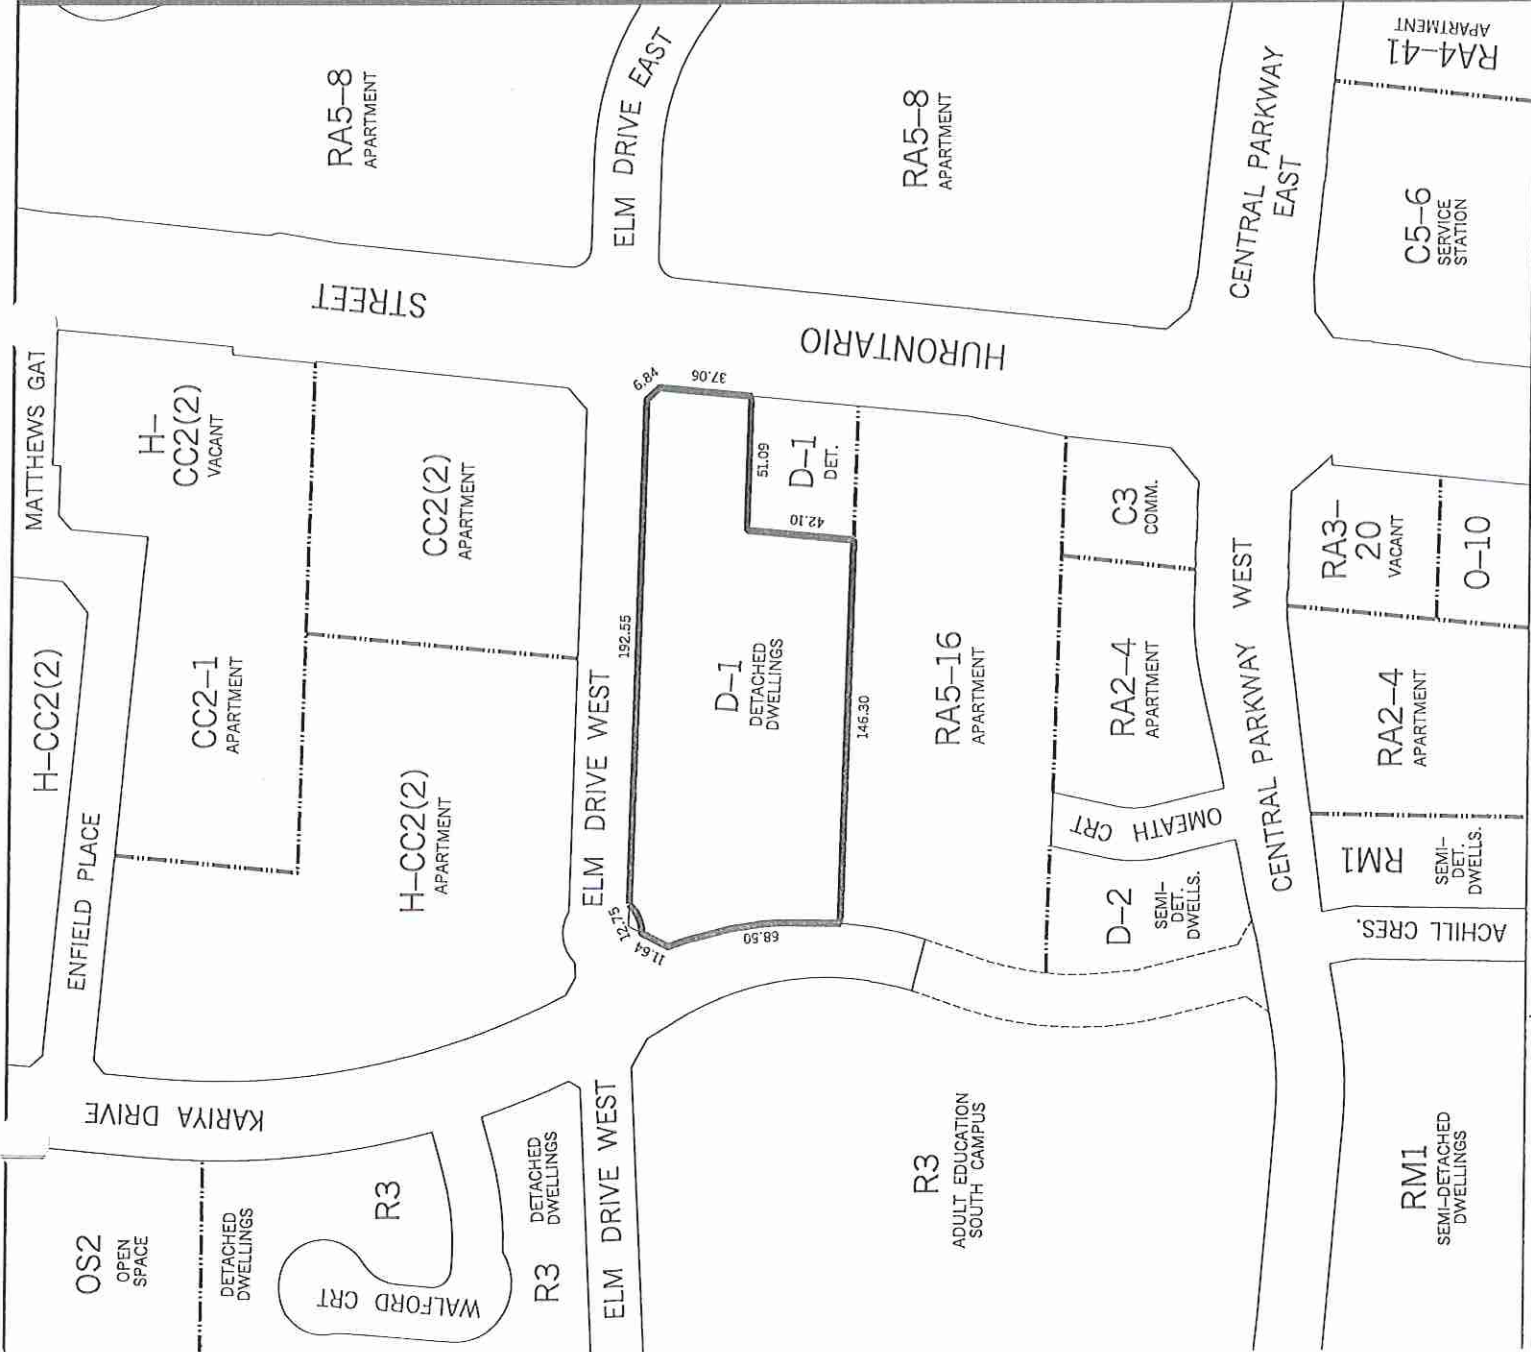 RA5-8
APARTMENT
ELM DRIVE EAST
RA5-8
APARTMENT
CENTRAL PARKWAY
EAST
RA4-41
APARTMENT
C5-6
SERVICE
STATION
STREET
HURONTARIO
MATTHEWS GAT
H-
CC2(2)
VACANT
CC2(2)
APARTMENT
H-CC2(2)
CC2-1
APARTMENT
H-CC2(2)
APARTMENT
ENFIELD PLACE
ELM DRIVE WEST
6.84
37.06
51.09
42.10
192.55
146.30
12.75
11.64
68.50
D-1
DET.
D-1
DETACHED
DWELLINGS
RA5-16
APARTMENT
C3
COMM.
RA2-4
APARTMENT
CENTRAL PARKWAY WEST
RA3-
20
VACANT
O-10
RA2-4
APARTMENT
OMEATH CRT
D-2
SEMI-
DET.
DWELLS.
RM1
SEMI-
DET.
DWELLS.
ACHILL CRES.
KARIYA DRIVE
OS2
OPEN
SPACE
DETACHED
DWELLINGS
R3
WALFORD CRT
R3
DETACHED
DWELLINGS
ELM DRIVE WEST
R3
ADULT EDUCATION
SOUTH CAMPUS
RM1
SEMI-DETACHED
DWELLINGS